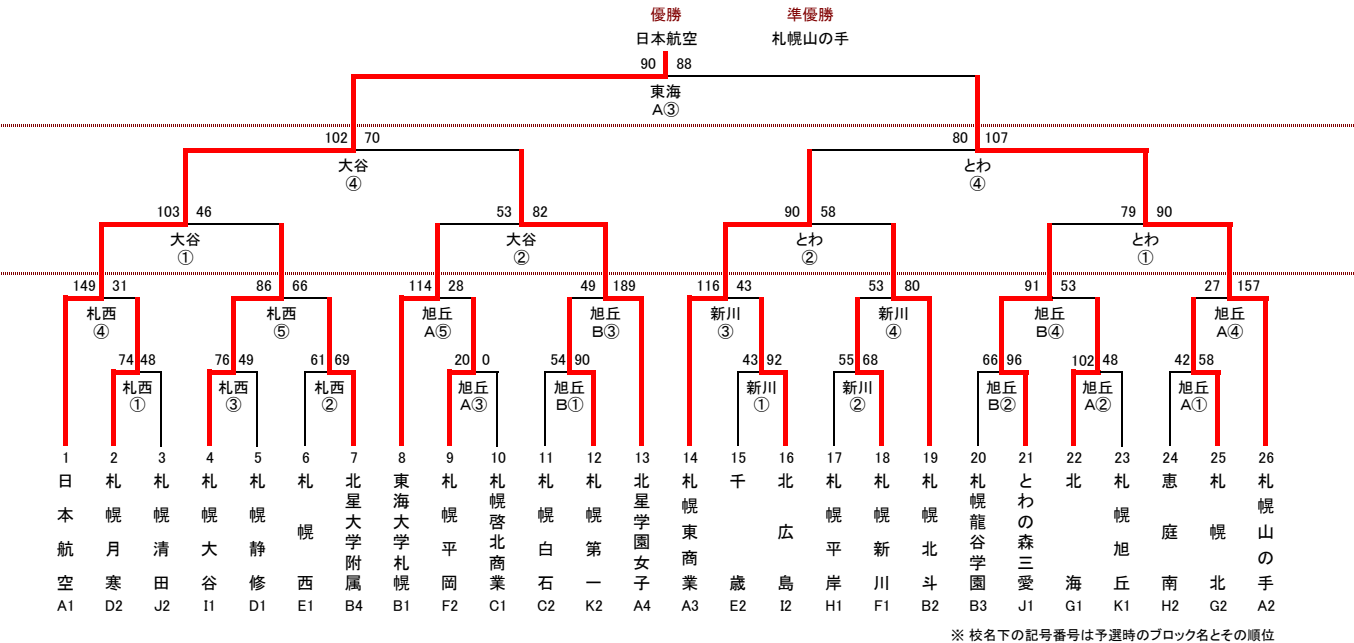 優勝 準優勝
日本航空 札幌山の手
90 88
東海
A③
102 70 80 107
大谷 とわ
④ ④
103 46 53 82 90 58 79 90
大谷 大谷 とわ とわ
① ② ② ①
149 31 86 66 114 28 49 189 116 43 53 80 91 53 27 157
札西 札西 旭丘 旭丘 新川 新川 旭丘 旭丘
④ ⑤ A⑤ B③ ③ ④ B④ A④
74 48 76 49 61 69 20 0 54 90 43 92 55 68 66 96 102 48 42 58
札西 札西 札西 旭丘 旭丘 新川 新川 旭丘 旭丘 旭丘
① ③ ② A③ B① ① ② B② A② A①
1 日本航空 A1
2 札幌月寒 D2
3 札幌清田 J2
4 札幌大谷 I1
5 札幌静修 D1
6 札幌西 E1
7 北星大学附属 B4
8 東海大学札幌 B1
9 札幌平岡 F2
10 札幌啓北商業 C1
11 札幌白石 C2
12 札幌第一 K2
13 北星学園女子 A4
14 札幌東商業 A3
15 千歳 E2
16 北広島 I2
17 札幌平岸 H1
18 札幌新川 F1
19 札幌北斗 B2
20 札幌龍谷学園 B3
21 とわの森三愛 J1
22 北海 G1
23 札幌旭丘 K1
24 恵庭南 H2
25 札幌北 G2
26 札幌山の手 A2
※ 校名下の記号番号は予選時のブロック名とその順位